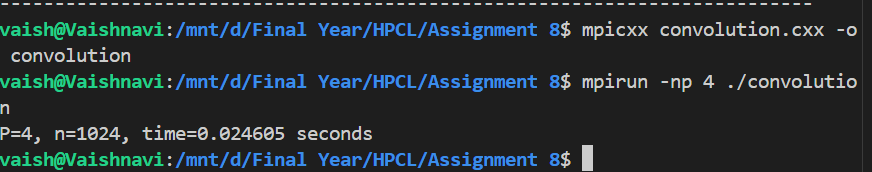 --------------------------------------------------------------------------------
vaish@Vaishnavi:/mnt/d/Final Year/HPCL/Assignment 8$ mpicxx convolution.cxx -o
 convolution
vaish@Vaishnavi:/mnt/d/Final Year/HPCL/Assignment 8$ mpirun -np 4 ./convolutio
n
P=4, n=1024, time=0.024605 seconds
vaish@Vaishnavi:/mnt/d/Final Year/HPCL/Assignment 8$